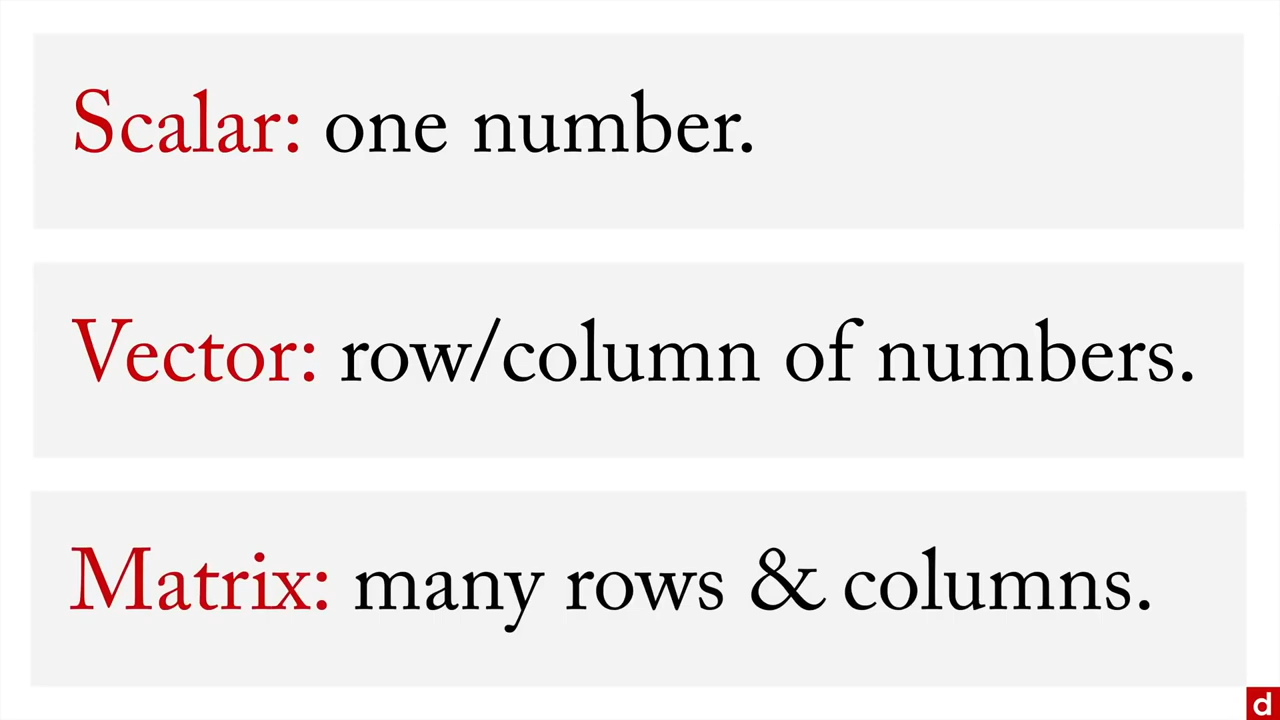 Scalar: one number.
Vector: row/column of numbers.
Matrix: many rows & columns.
d